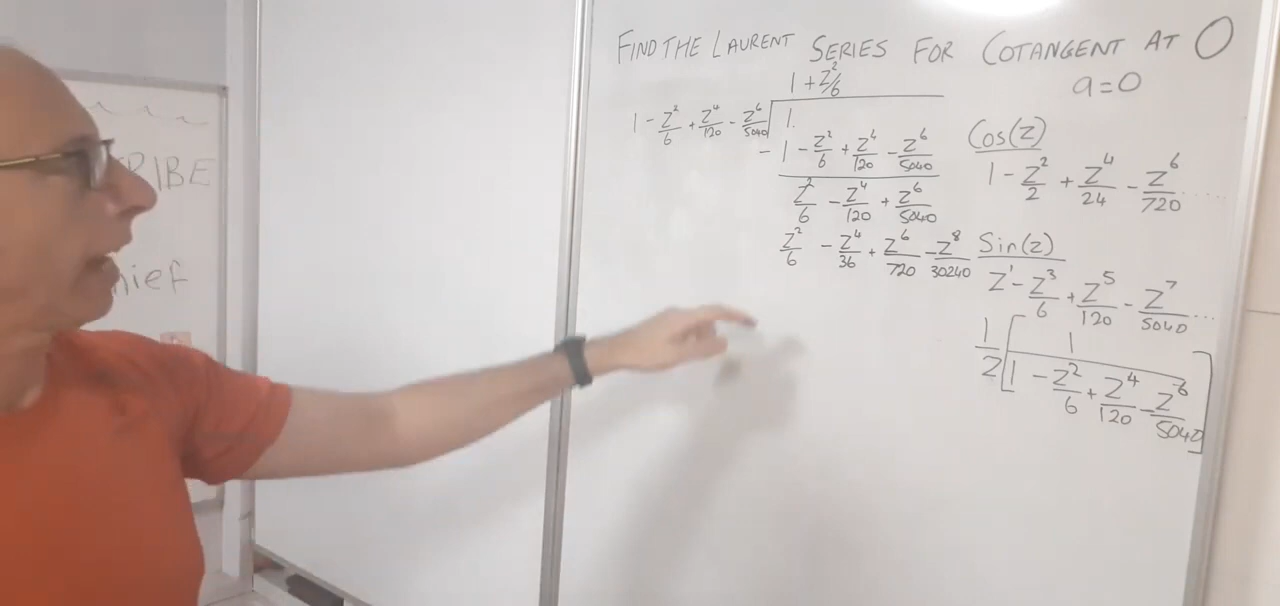 FIND THE LAURENT SERIES FOR COTANGENT AT 0
a=0
1 + z²/6
1 - z²/6 + z⁴/120 - z⁶/5040 | 1.
- 1 - z²/6 + z⁴/120 - z⁶/5040
z²/6 - z⁴/120 + z⁶/5040
z²/6 - z⁴/36 + z⁶/720 - z⁸/30240
Cos(z)
1 - z²/2 + z⁴/24 - z⁶/720 .....
Sin(z)
z¹ - z³/6 + z⁵/120 - z⁷/5040 ...
1/z [ 1 / (1 - z²/6 + z⁴/120 - z⁶/5040) ]
RIBE
hief